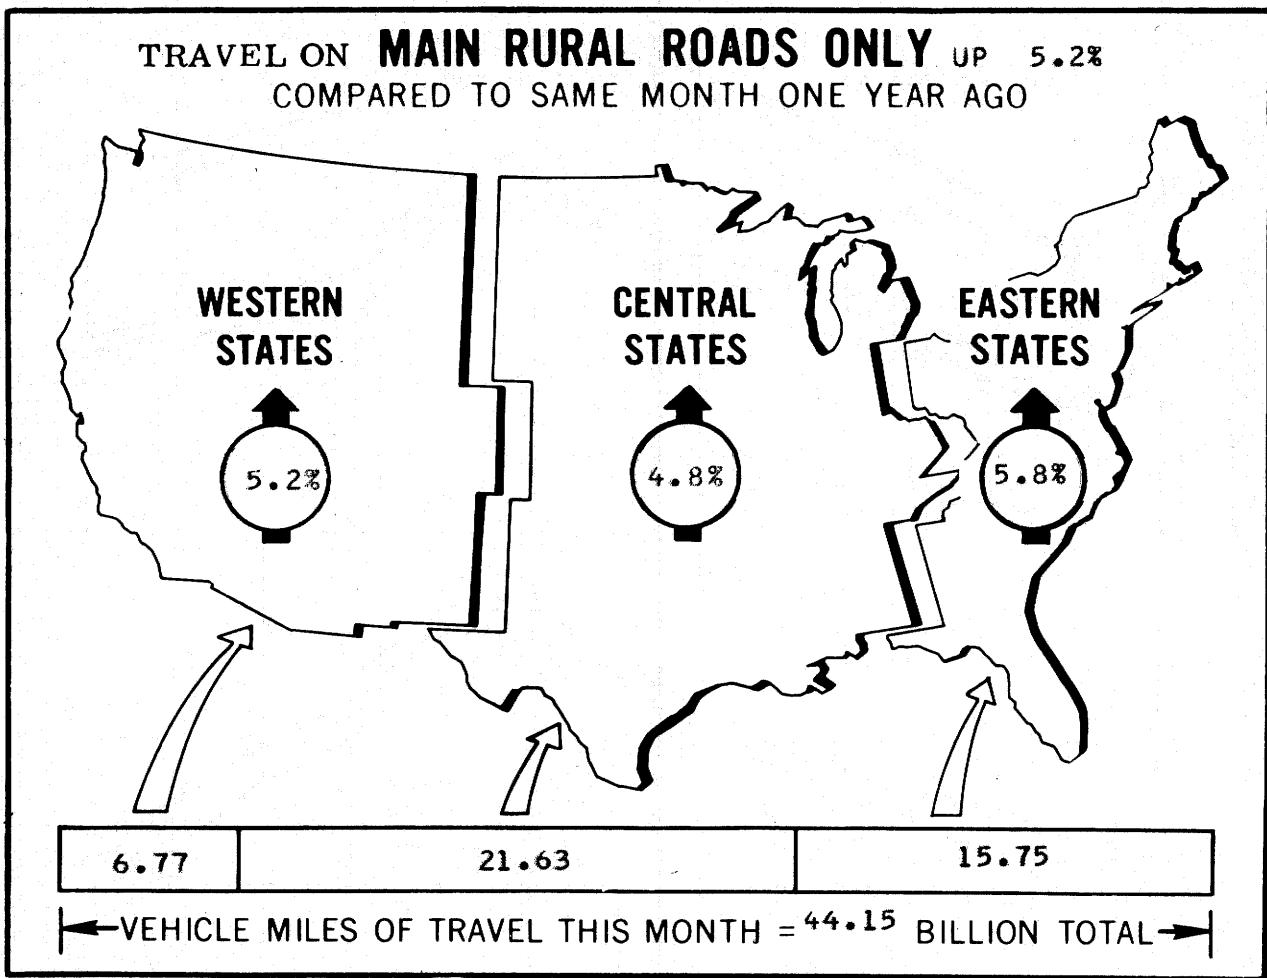 TRAVEL ON MAIN RURAL ROADS ONLY UP 5.2%
COMPARED TO SAME MONTH ONE YEAR AGO
WESTERN
STATES
5.2%
CENTRAL
STATES
4.8%
EASTERN
STATES
5.8%
6.77 21.63 15.75
VEHICLE MILES OF TRAVEL THIS MONTH = 44.15 BILLION TOTAL